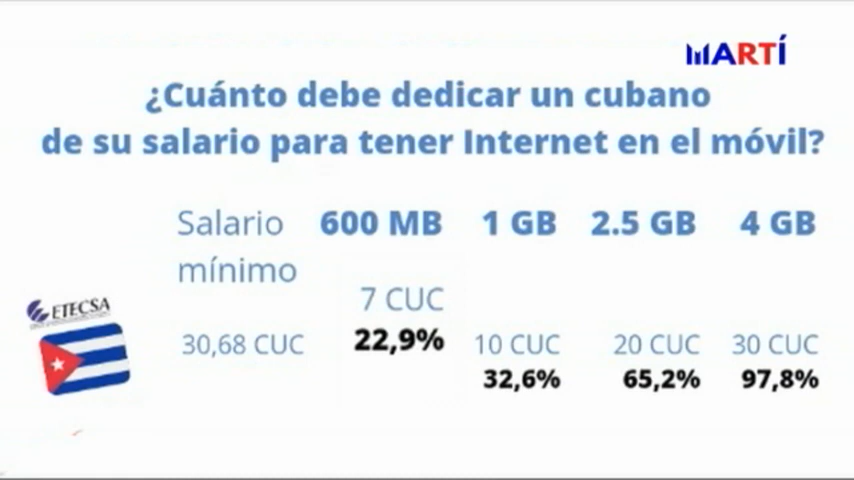 MARTÍ
¿Cuánto debe dedicar un cubano
de su salario para tener Internet en el móvil?
Salario mínimo
600 MB
1 GB
2.5 GB
4 GB
ETECSA
30,68 CUC
7 CUC
22,9%
10 CUC
32,6%
20 CUC
65,2%
30 CUC
97,8%